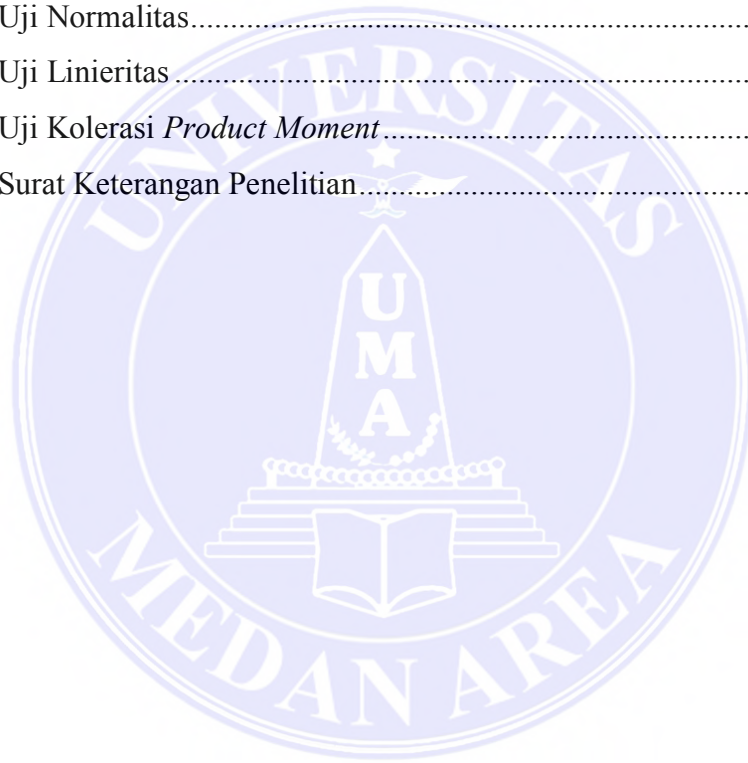 Uji Normalitas................................................................................
Uji Linieritas..................................................................................
Uji Kolerasi Product Moment.....................................................
Surat Keterangan Penelitian........................................................
UNIVERSITAS
U
M
A
MEDAN AREA